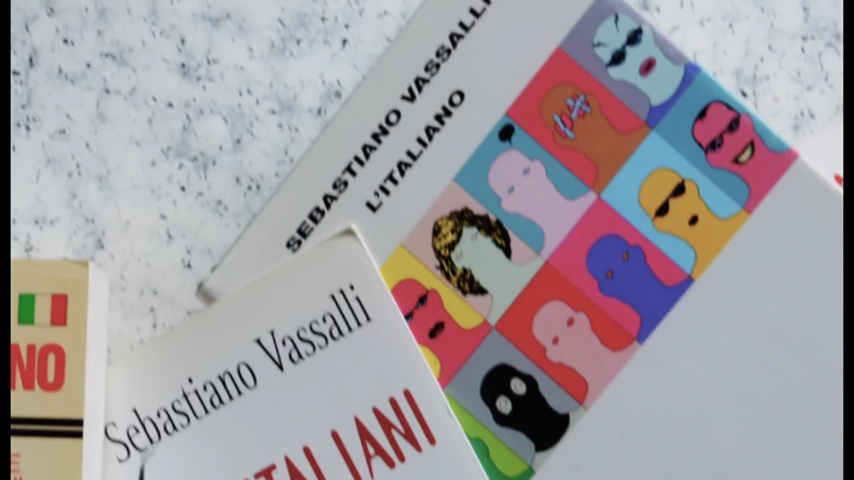 SEBASTIANO VASSALLI
L'ITALIANO
Sebastiano Vassalli
ITALIANI
NO